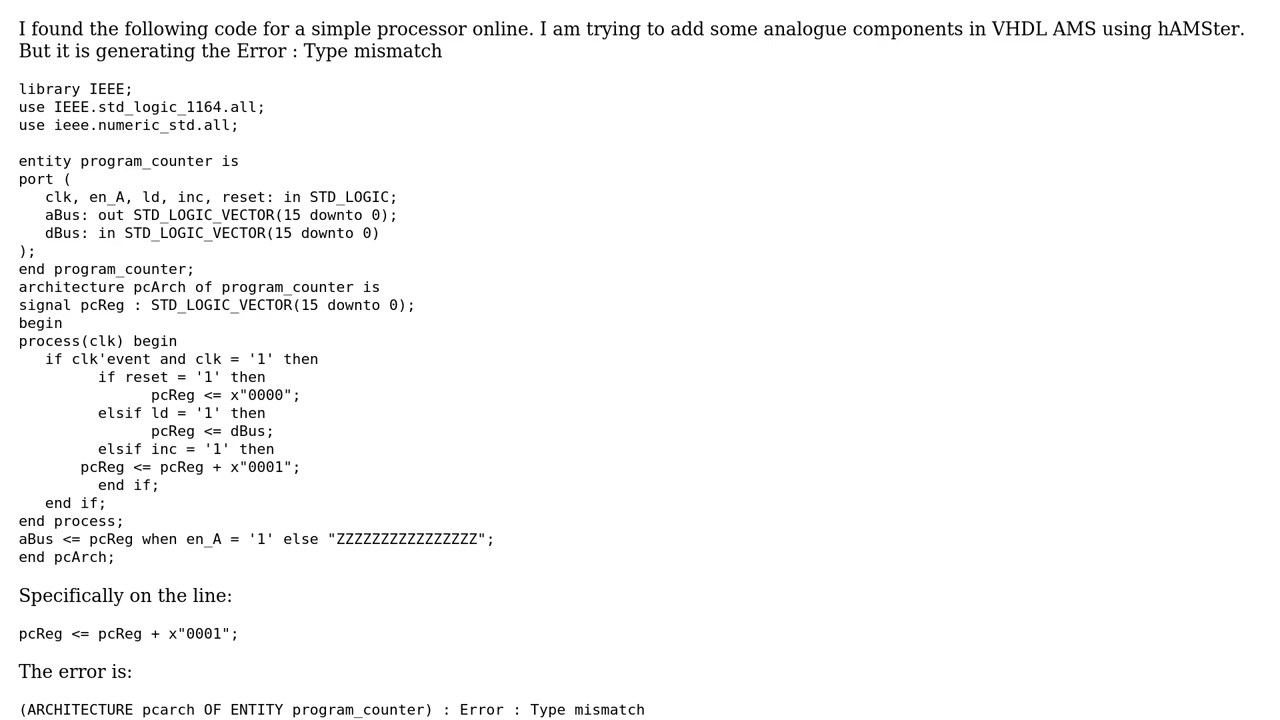 I found the following code for a simple processor online. I am trying to add some analogue components in VHDL AMS using hAMSter.
But it is generating the Error : Type mismatch
library IEEE;
use IEEE.std_logic_1164.all;
use ieee.numeric_std.all;
entity program_counter is
port (
   clk, en_A, ld, inc, reset: in STD_LOGIC;
   aBus: out STD_LOGIC_VECTOR(15 downto 0);
   dBus: in STD_LOGIC_VECTOR(15 downto 0)
);
end program_counter;
architecture pcArch of program_counter is
signal pcReg : STD_LOGIC_VECTOR(15 downto 0);
begin
process(clk) begin
   if clk'event and clk = '1' then
         if reset = '1' then
               pcReg <= x"0000";
         elsif ld = '1' then
               pcReg <= dBus;
         elsif inc = '1' then
       pcReg <= pcReg + x"0001";
         end if;
   end if;
end process;
aBus <= pcReg when en_A = '1' else "ZZZZZZZZZZZZZZZZ";
end pcArch;
Specifically on the line:
pcReg <= pcReg + x"0001";
The error is:
(ARCHITECTURE pcarch OF ENTITY program_counter) : Error : Type mismatch